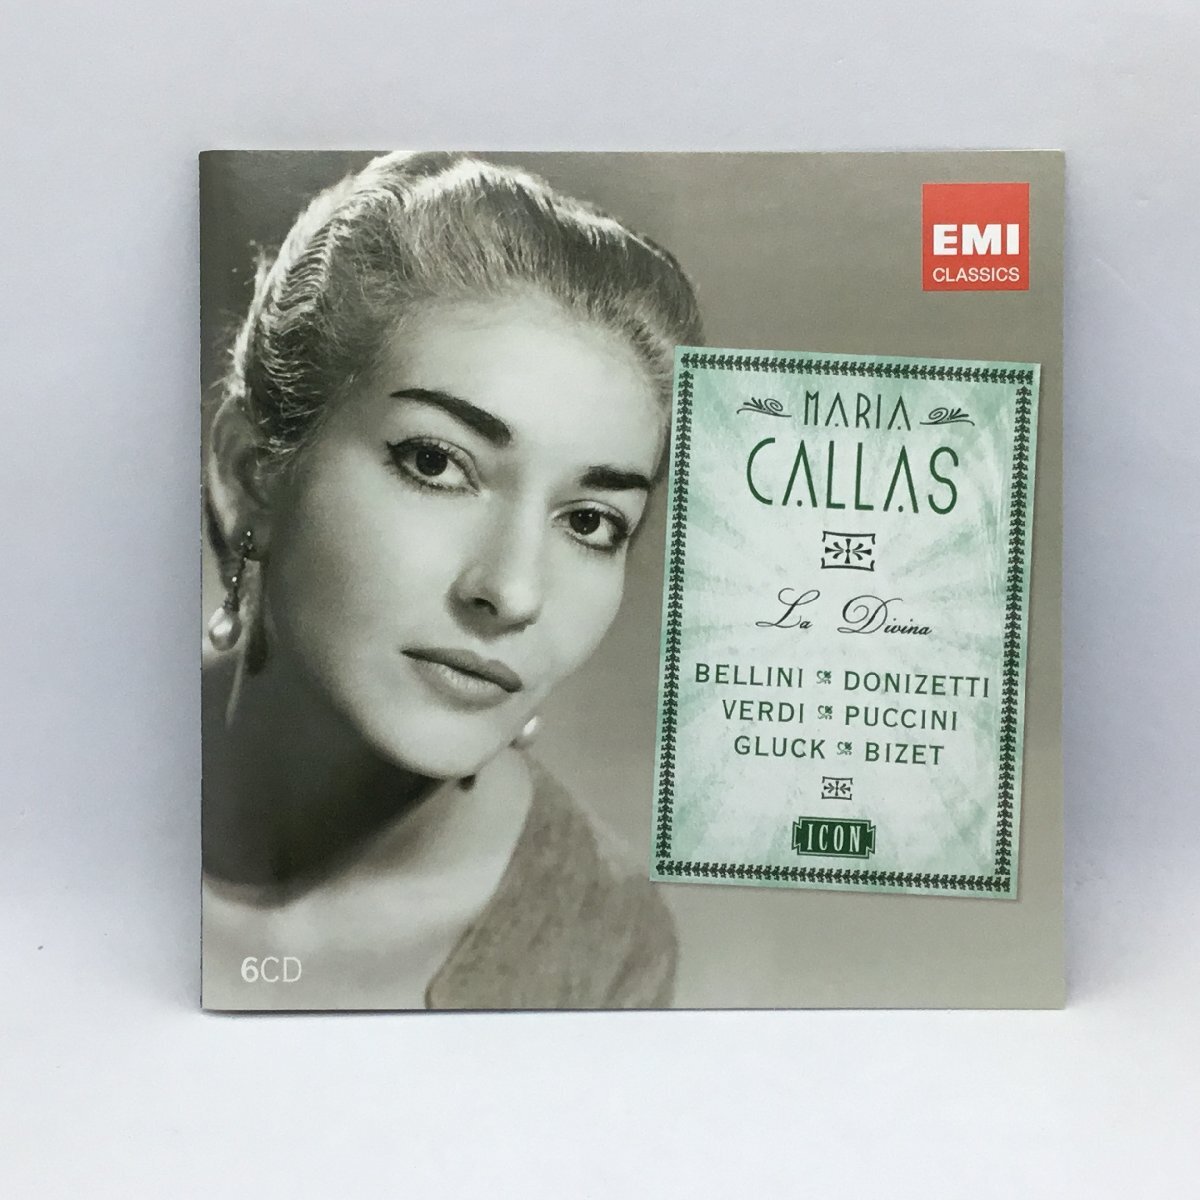 EMI
CLASSICS
MARIA
CALLAS
La Divina
BELLINI DONIZETTI
VERDI PUCCINI
GLUCK BIZET
ICON
6CD